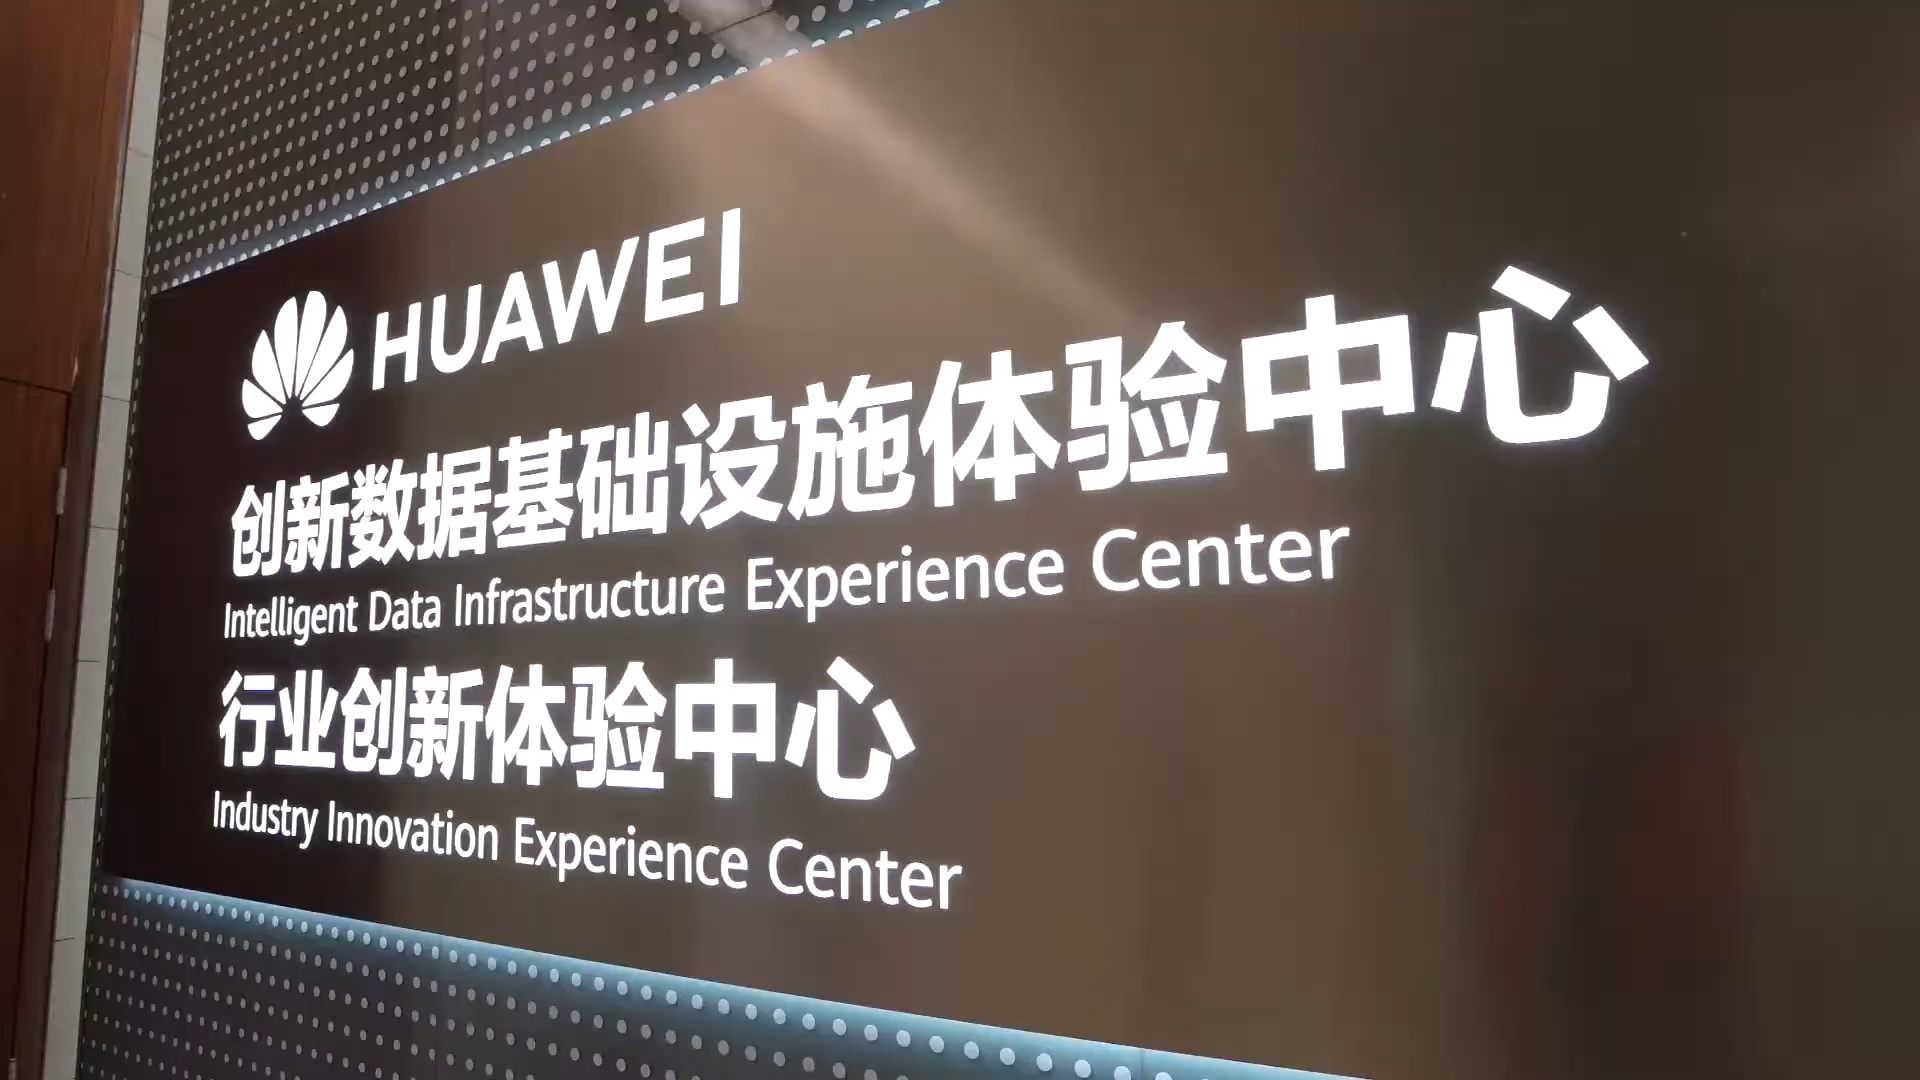 HUAWEI
创新数据基础设施体验中心
Intelligent Data Infrastructure Experience Center
行业创新体验中心
Industry Innovation Experience Center